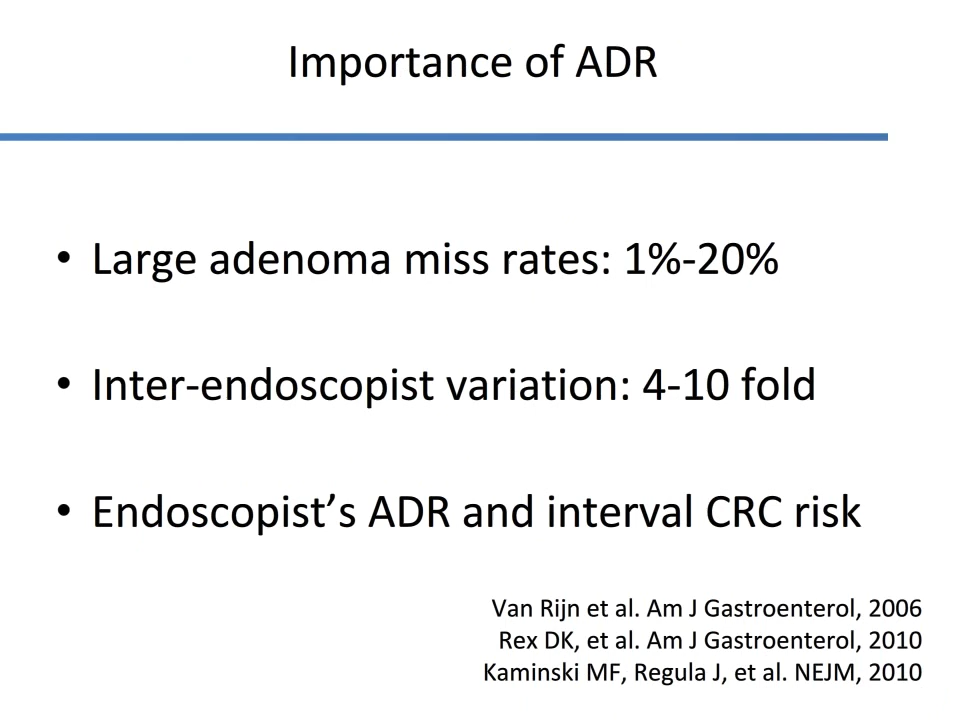 Importance of ADR
• Large adenoma miss rates: 1%-20%
• Inter-endoscopist variation: 4-10 fold
• Endoscopist’s ADR and interval CRC risk
Van Rijn et al. Am J Gastroenterol, 2006
Rex DK, et al. Am J Gastroenterol, 2010
Kaminski MF, Regula J, et al. NEJM, 2010